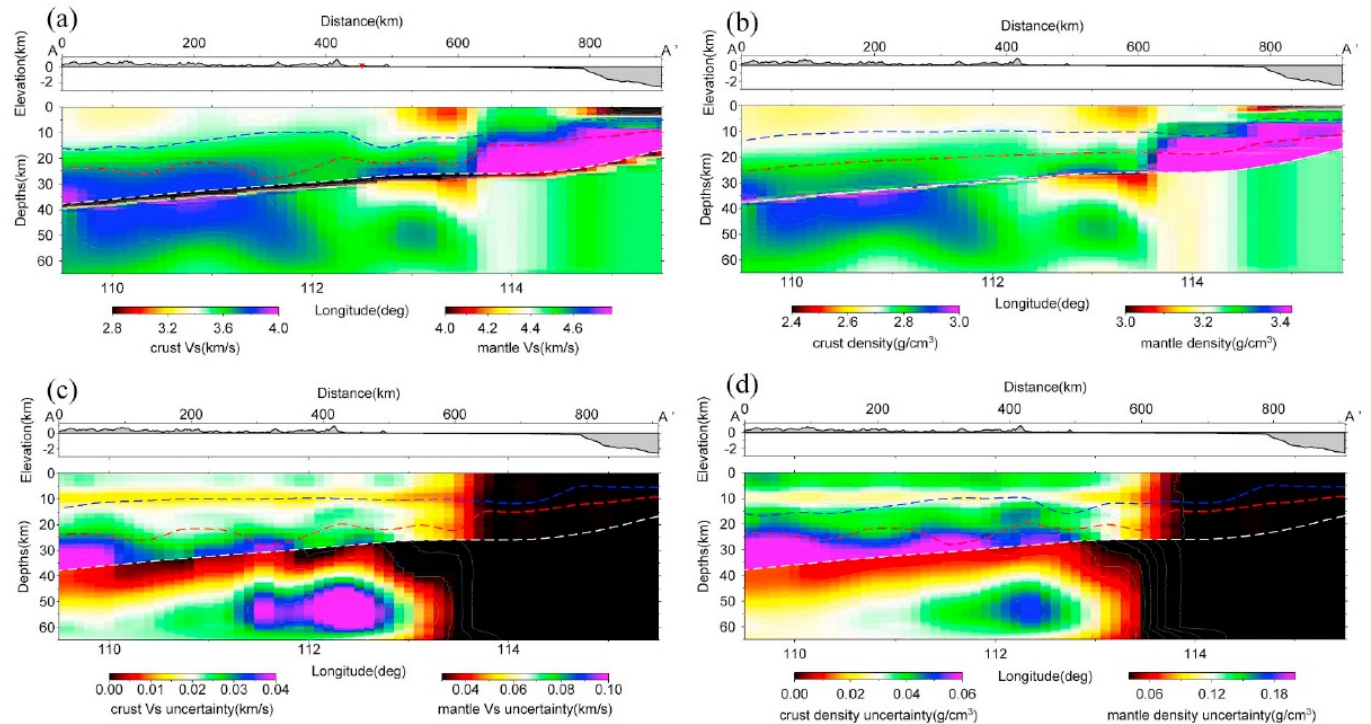 (a)
Distance(km)
0 200 400 600 800
A A'
Elevation(km)
0
-2
Depths(km)
0
10
20
30
40
50
60
110 112 114
Longitude(deg)
2.8 3.2 3.6 4.0
crust Vs(km/s)
4.0 4.2 4.4 4.6
mantle Vs(km/s)
(b)
Distance(km)
0 200 400 600 800
A A'
Elevation(km)
0
-2
Depths(km)
0
10
20
30
40
50
60
110 112 114
Longitude(deg)
2.4 2.6 2.8 3.0
crust density(g/cm³)
3.0 3.2 3.4
mantle density(g/cm³)
(c)
Distance(km)
0 200 400 600 800
A A'
Elevation(km)
0
-2
Depths(km)
0
10
20
30
40
50
60
110 112 114
Longitude(deg)
0.00 0.01 0.02 0.03 0.04
crust Vs uncertainty(km/s)
0.04 0.06 0.08 0.10
mantle Vs uncertainty(km/s)
(d)
Distance(km)
0 200 400 600 800
A A'
Elevation(km)
0
-2
Depths(km)
0
10
20
30
40
50
60
110 112 114
Longitude(deg)
0.00 0.02 0.04 0.06
crust density uncertainty(g/cm³)
0.06 0.12 0.18
mantle density uncertainty(g/cm³)